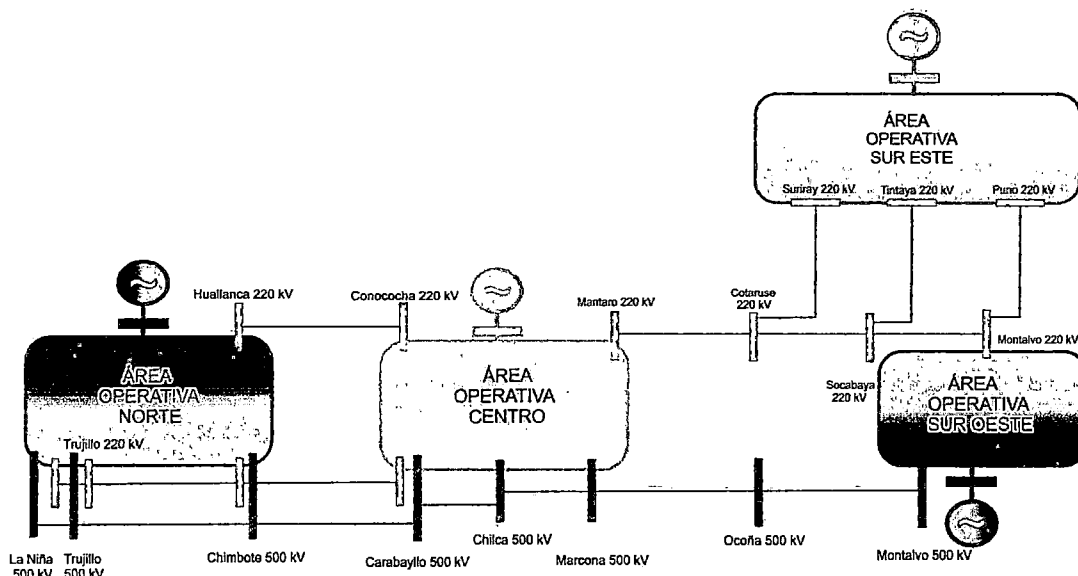 ÁREA
OPERATIVA
SUR ESTE
Suriray 220 kV
Tintaya 220 kV
Puno 220 kV
Huallanca 220 kV
Conococha 220 kV
Mantaro 220 kV
Cotaruse
220 kV
Montalvo 220 kV
ÁREA
OPERATIVA
NORTE
ÁREA
OPERATIVA
CENTRO
Socabaya
220 kV
ÁREA
OPERATIVA
SUR OESTE
Trujillo 220 kV
La Niña
500 kV
Trujillo
500 kV
Chimbote 500 kV
Carabayllo 500 kV
Chilca 500 kV
Marcona 500 kV
Ocoña 500 kV
Montalvo 500 kV